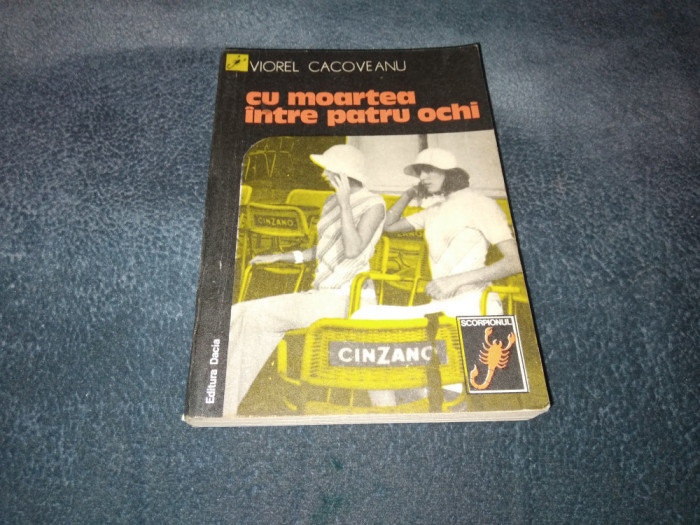 VIOREL CACOVEANU
cu moartea
între patru ochi
CINZANO
CINZANO
SCORPIONUL
Editura Dacia